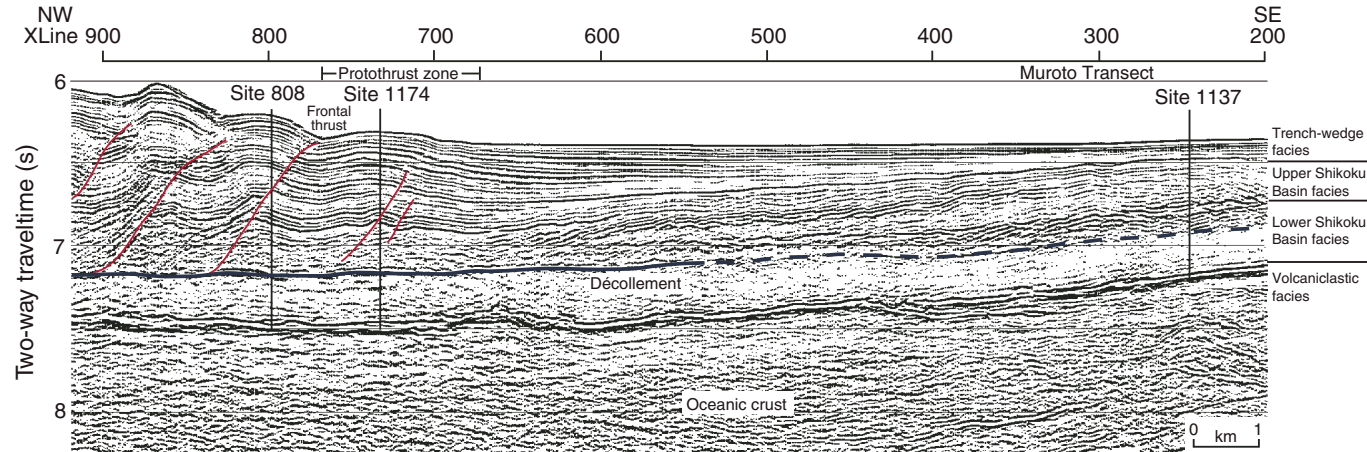 NW SE
XLine 900 800 700 600 500 400 300 200
Protothrust zone Muroto Transect
6
Site 808 Site 1174 Site 1137
Frontal
thrust
Trench-wedge
facies
Upper Shikoku
Basin facies
Lower Shikoku
Basin facies
7
Décollement
Volcaniclastic
facies
Two-way traveltime (s)
8
Oceanic crust
0 1
km